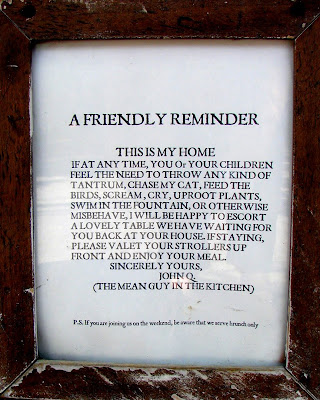 A FRIENDLY REMINDER
THIS IS MY HOME
IF AT ANY TIME, YOU Or YOUR CHILDREN
FEEL THE NEED TO THROW ANY KIND OF
TANTRUM, CHASE MY CAT, FEED THE
BIRDS, SCREAM, CRY, UPROOT PLANTS,
SWIM IN THE FOUNTAIN, OR OTHERWISE
MISBEHAVE, I WILL BE HAPPY TO ESCORT
A LOVELY TABLE WE HAVE WAITING FOR
YOU BACK AT YOUR HOUSE. IF STAYING,
PLEASE VALET YOUR STROLLERS UP
FRONT AND ENJOY YOUR MEAL.
SINCERELY YOURS,
JOHN Q.
(THE MEAN GUY IN THE KITCHEN)
P.S. If you are joining us on the weekend, be aware that we serve brunch only